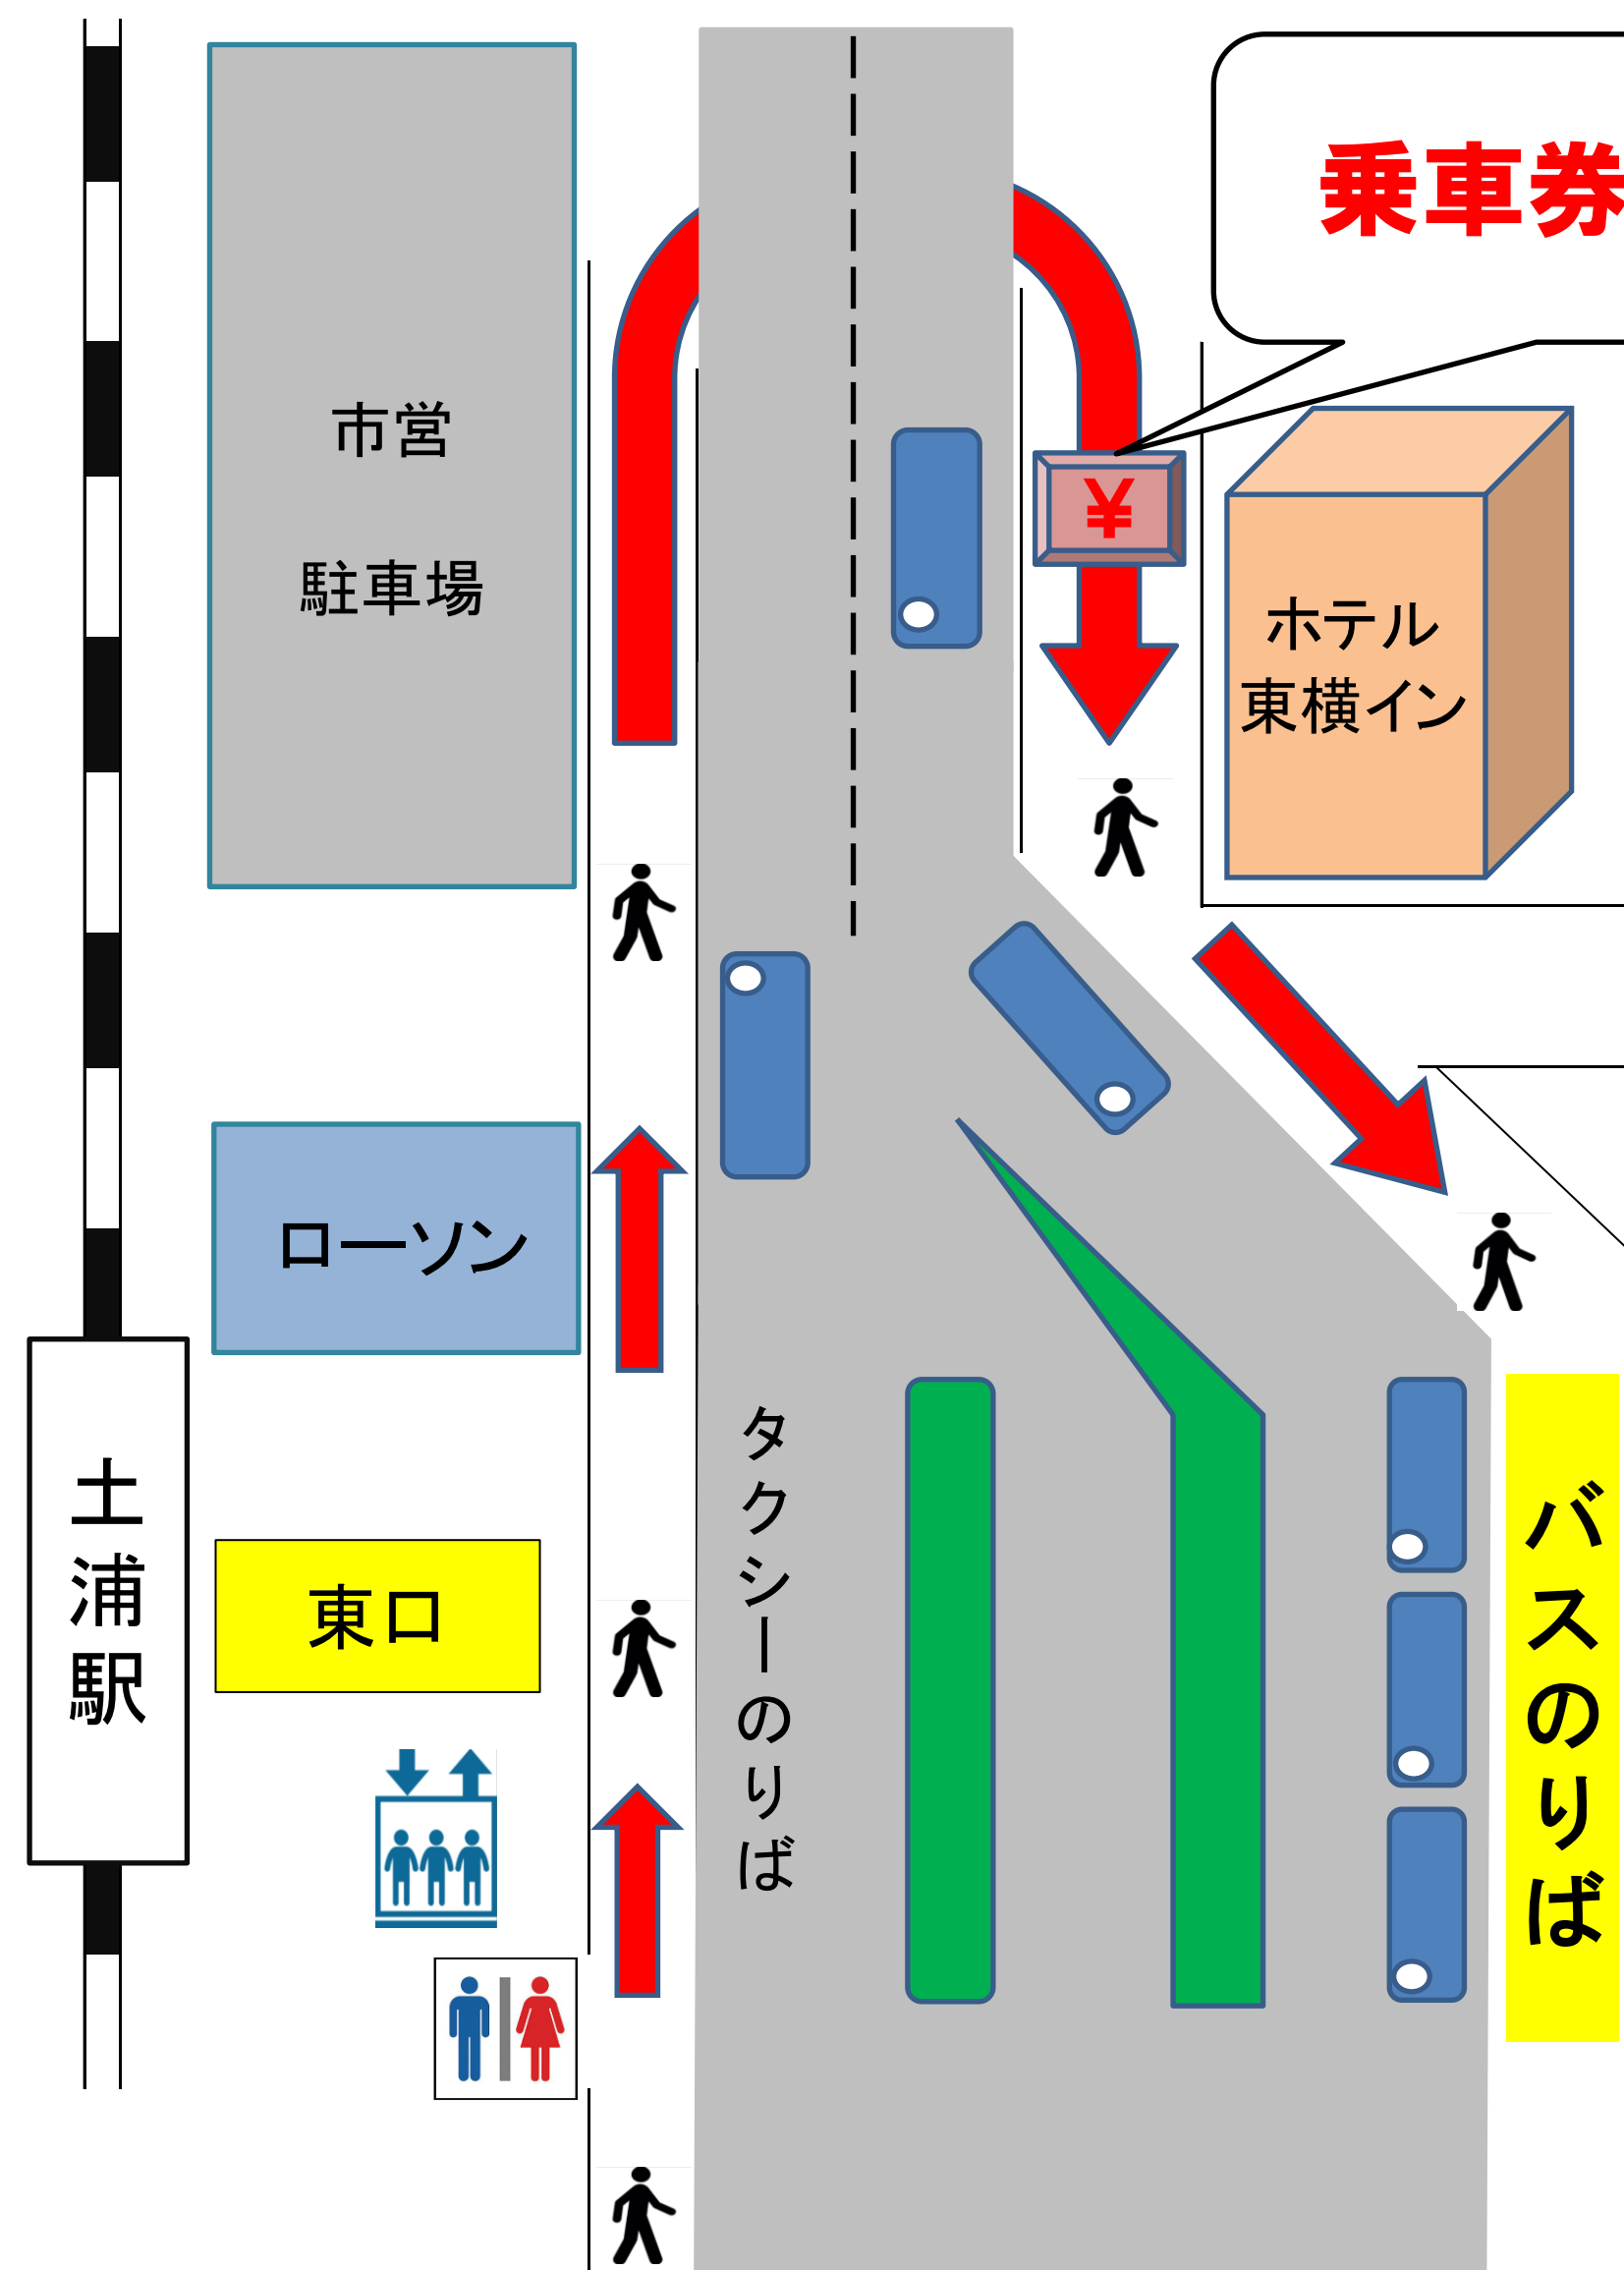 乗車券
市営
駐車場
¥
ホテル
東横イン
ローソン
タクシーのりば
土浦駅
東口
バスのりば